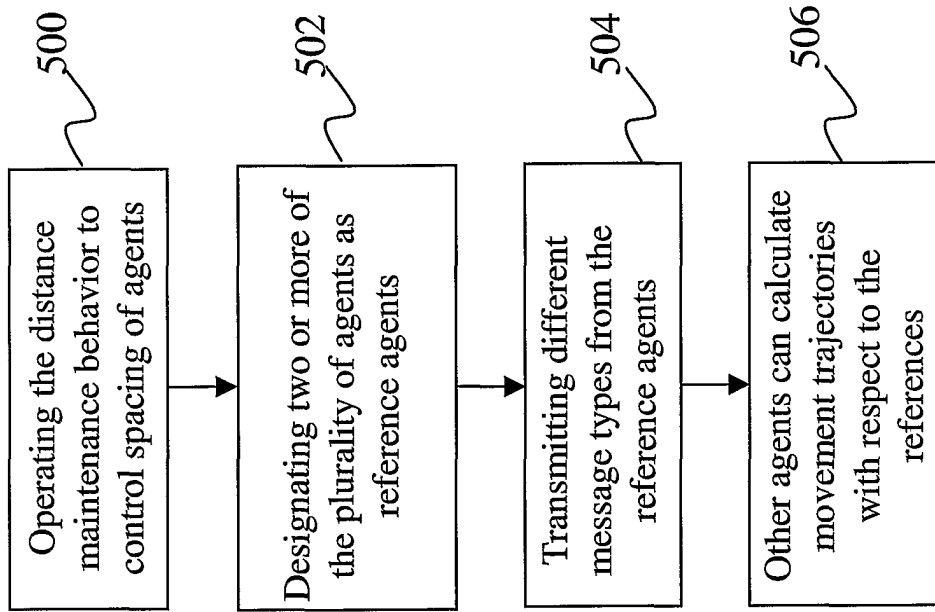 500
Operating the distance
maintenance behavior to
control spacing of agents
502
Designating two or more of
the plurality of agents as
reference agents
504
Transmitting different
message types from the
reference agents
506
Other agents can calculate
movement trajectories
with respect to the
references